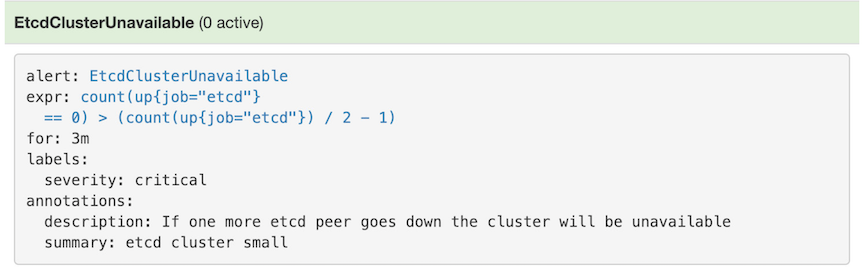 EtcdClusterUnavailable (0 active)
alert: EtcdClusterUnavailable
expr: count(up{job="etcd"}
  == 0) > (count(up{job="etcd"}) / 2 - 1)
for: 3m
labels:
  severity: critical
annotations:
  description: If one more etcd peer goes down the cluster will be unavailable
  summary: etcd cluster small